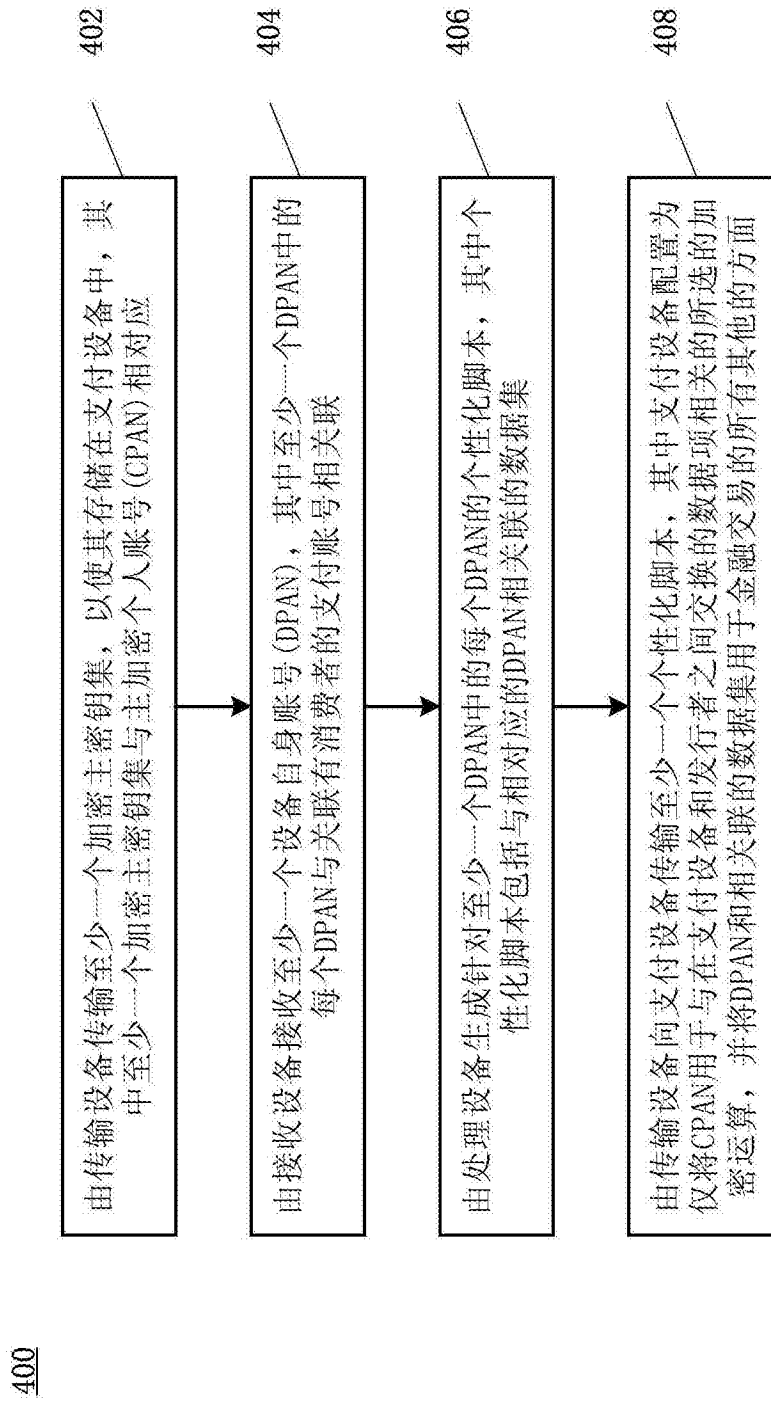 400
402
由传输设备传输至少一个加密主密钥集，以使其存储在支付设备中，其
中至少一个加密主密钥集与主加密个人账号(CPAN)相对应
404
由接收设备接收至少一个设备自身账号(DPAN)，其中至少一个DPAN中的
每个DPAN与关联有消费者的支付账号相关联
406
由处理设备生成针对至少一个DPAN中的每个DPAN的个性化脚本，其中个
性化脚本包括与相对应的DPAN相关联的数据集
408
由传输设备向支付设备传输至少一个个性化脚本，其中支付设备配置为
仅将CPAN用于与在支付设备和发行者之间交换的数据项相关的所选的加
密运算，并将DPAN和相关联的数据集用于金融交易的所有其他的方面